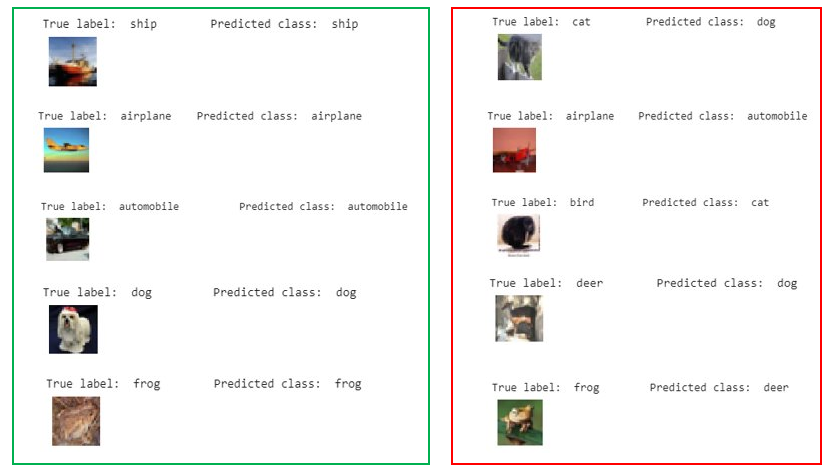 True label: ship Predicted class: ship
True label: airplane Predicted class: airplane
True label: automobile Predicted class: automobile
True label: dog Predicted class: dog
True label: frog Predicted class: frog
True label: cat Predicted class: dog
True label: airplane Predicted class: automobile
True label: bird Predicted class: cat
True label: deer Predicted class: dog
True label: frog Predicted class: deer